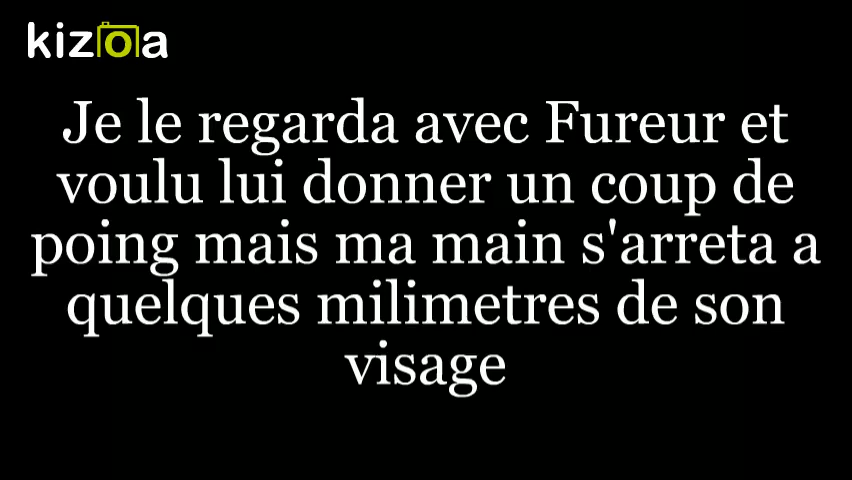 kizoa
Je le regarda avec Fureur et
voulu lui donner un coup de
poing mais ma main s'arreta a
quelques milimetres de son
visage